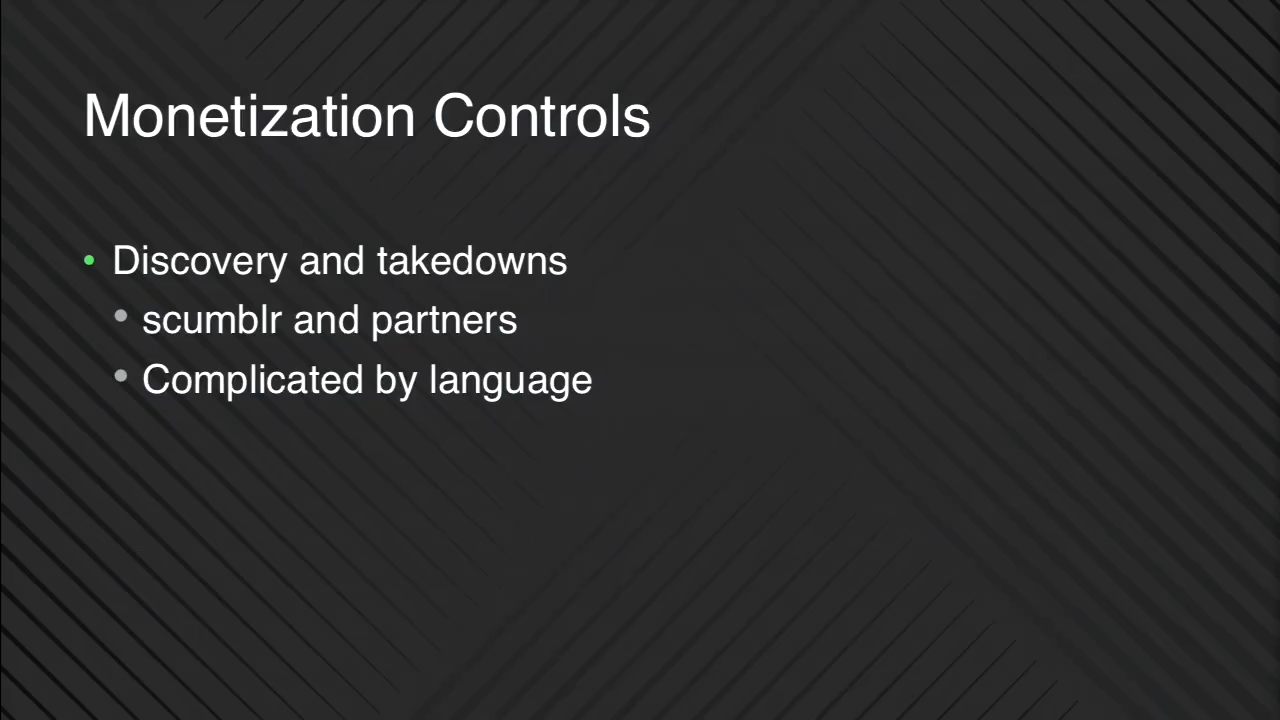 Monetization Controls
Discovery and takedowns
scumblr and partners
Complicated by language